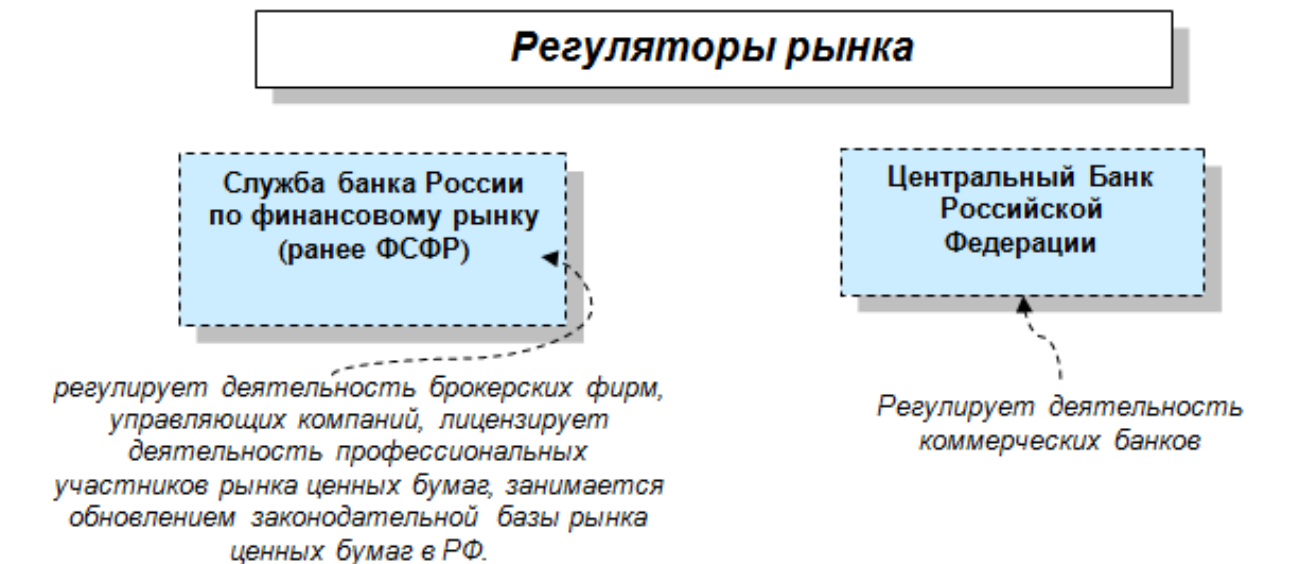 Регуляторы рынка
Служба банка России
по финансовому рынку
(ранее ФСФР)
Центральный Банк
Российской
Федерации
регулирует деятельность брокерских фирм,
управляющих компаний, лицензирует
деятельность профессиональных
участников рынка ценных бумаг, занимается
обновлением законодательной базы рынка
ценных бумаг в РФ.
Регулирует деятельность
коммерческих банков